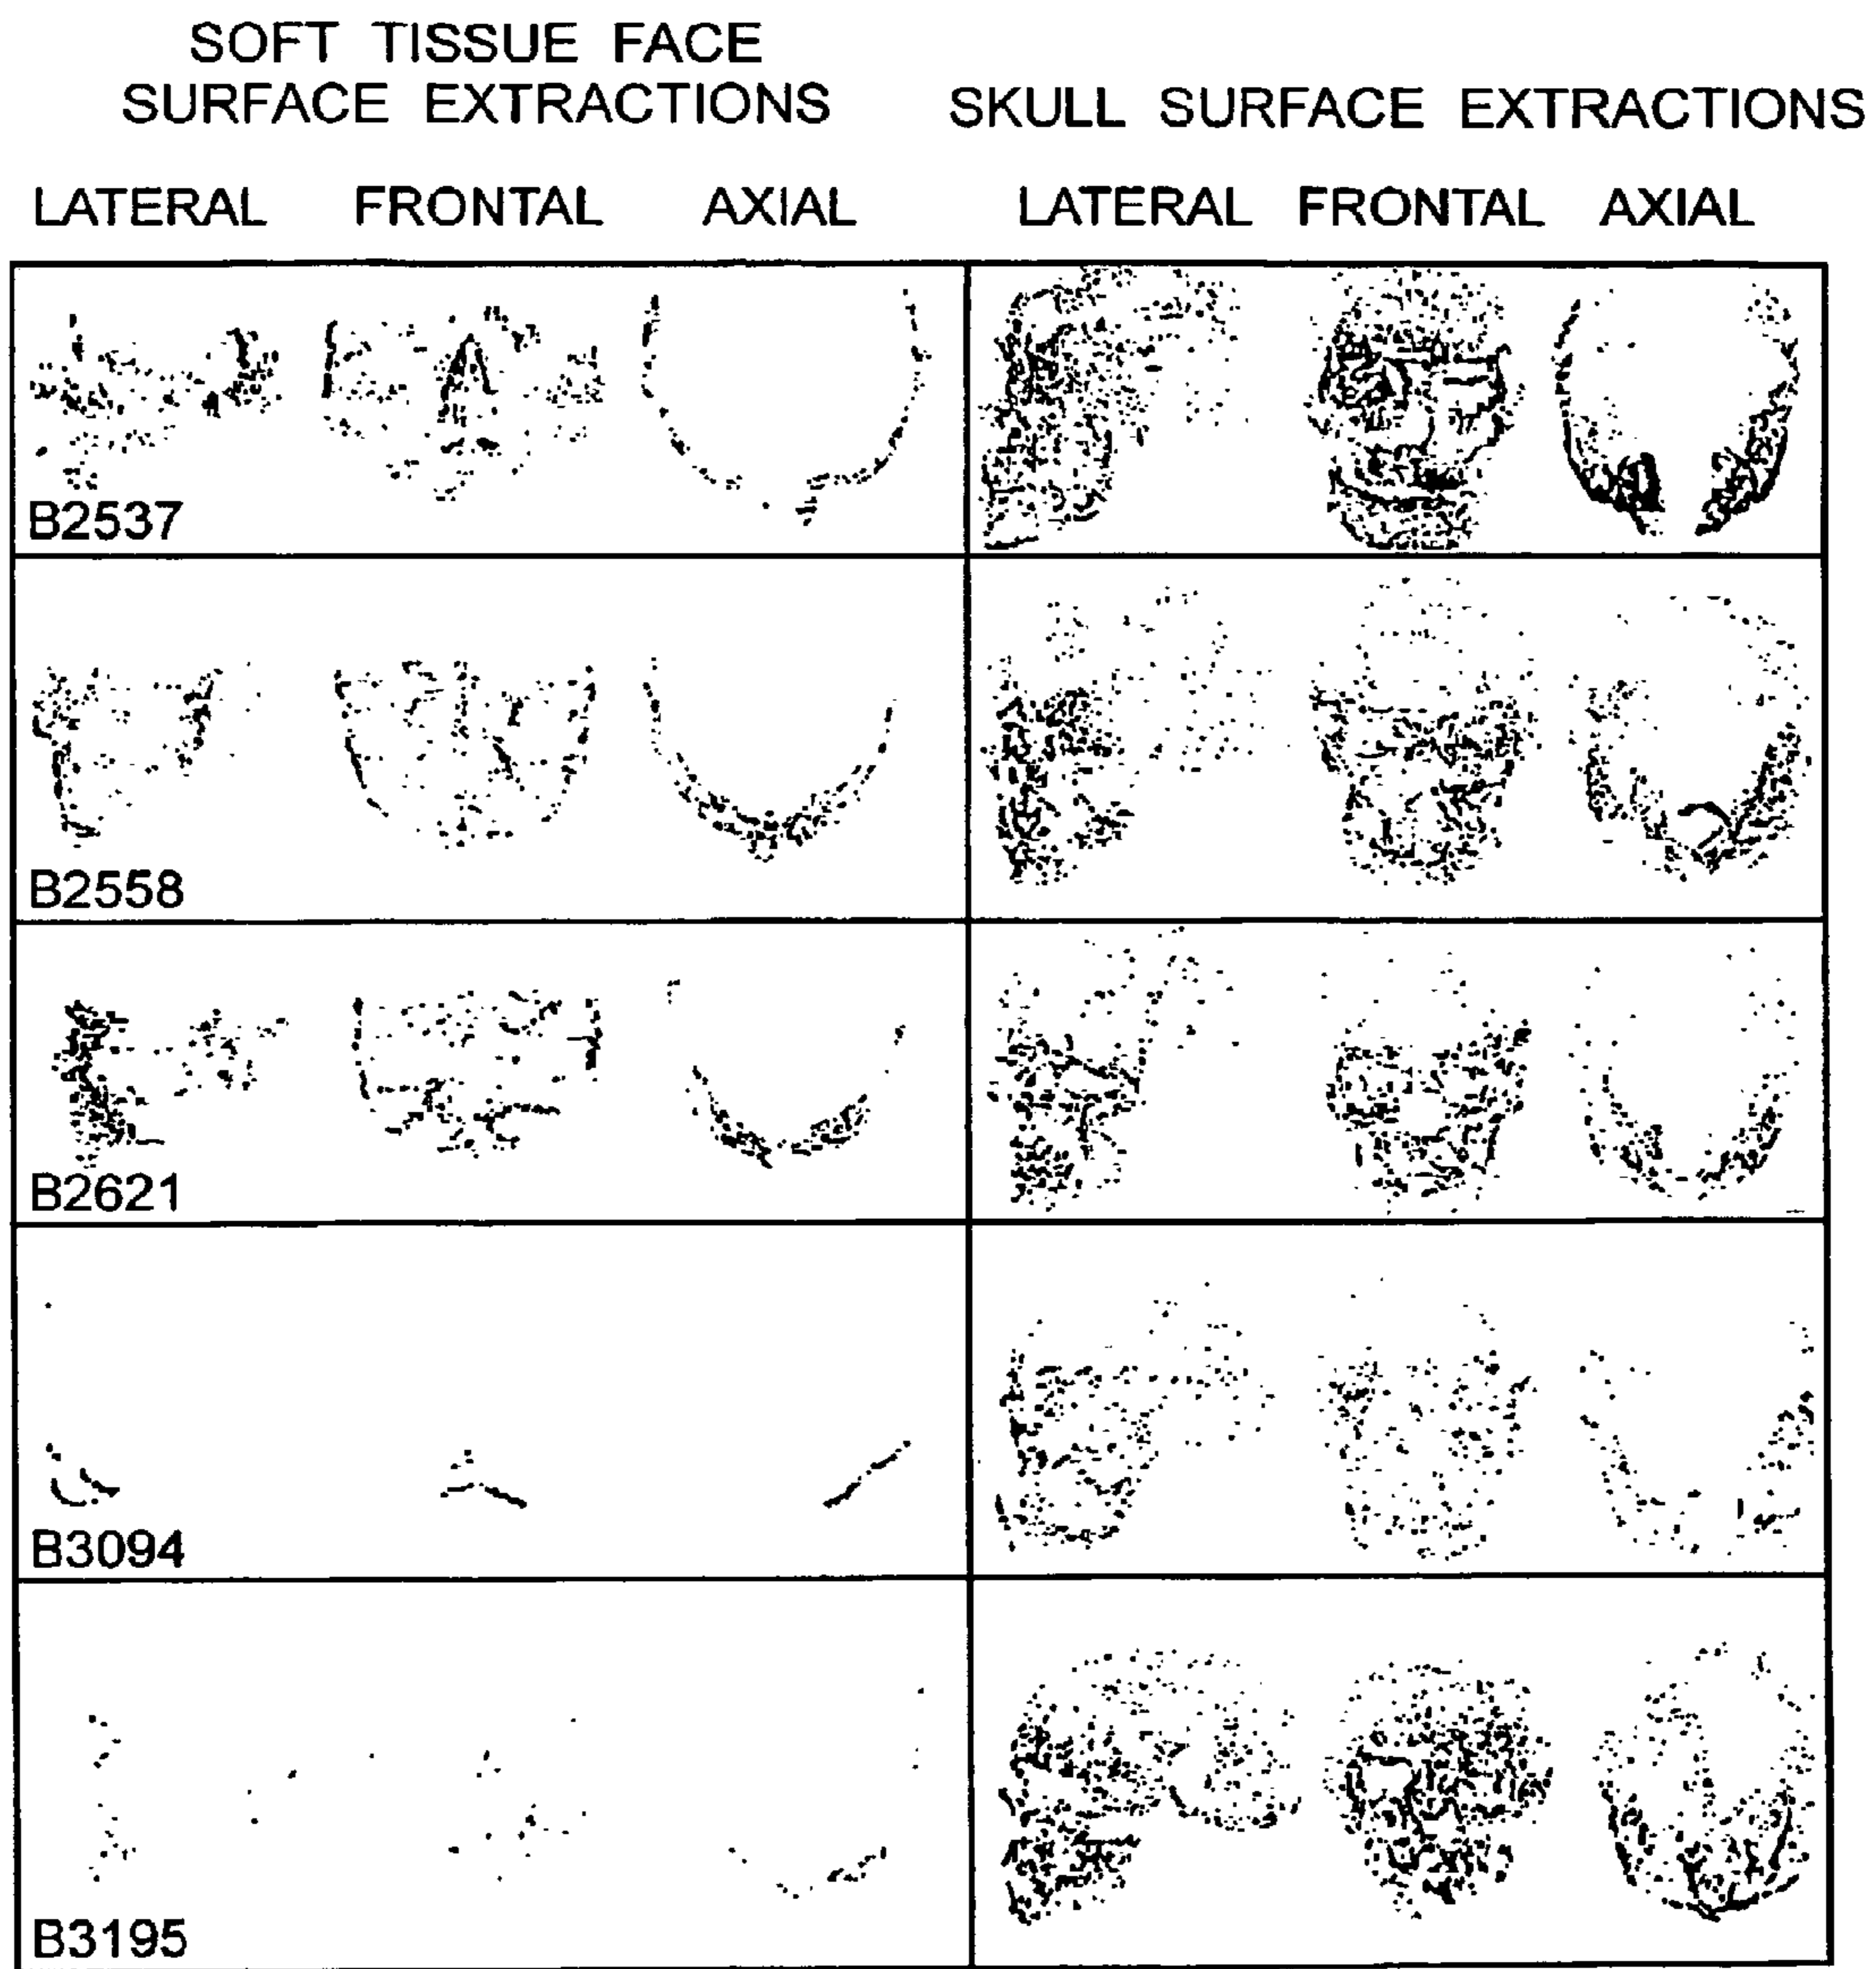 SOFT TISSUE FACE
SURFACE EXTRACTIONS
SKULL SURFACE EXTRACTIONS
LATERAL FRONTAL AXIAL LATERAL FRONTAL AXIAL
B2537
B2558
B2621
B3094
B3195